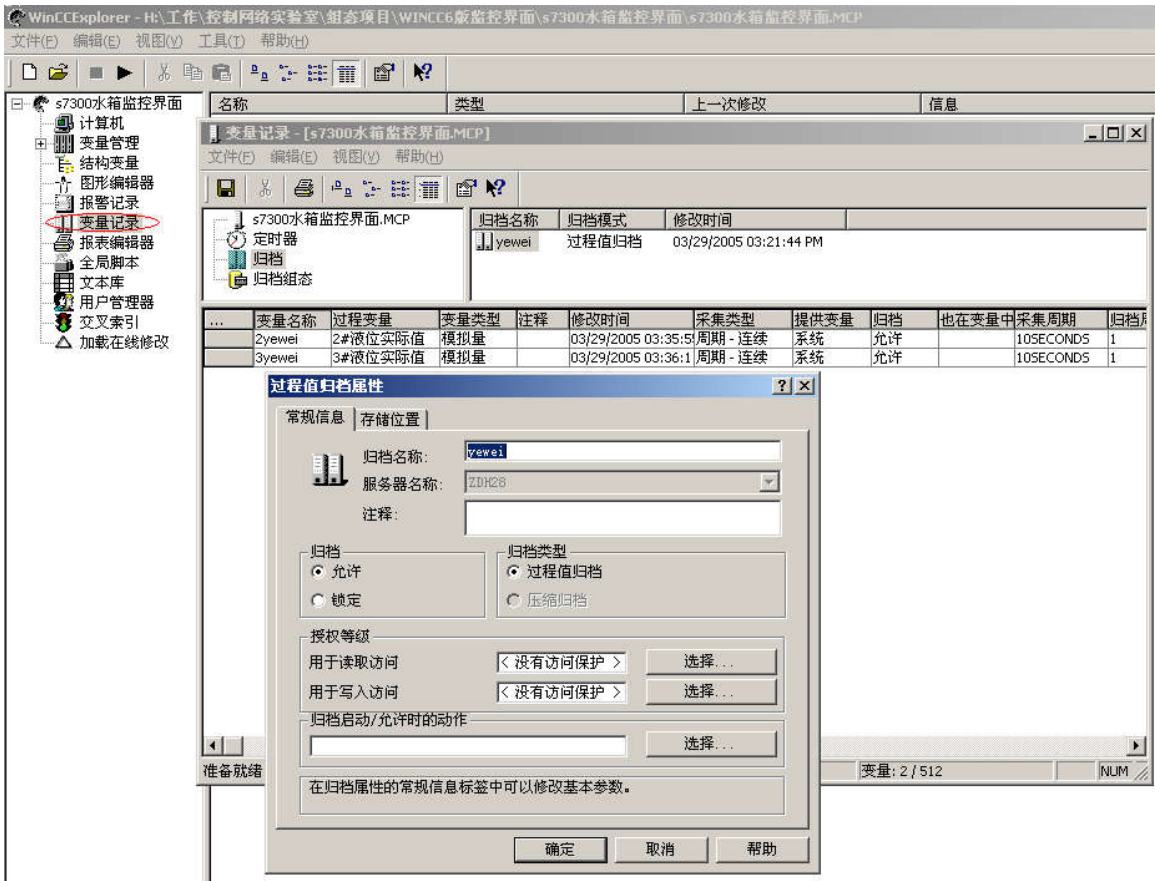 WinCCExplorer - H:\工作\控制网络实验室\组态项目\WINCC6版监控界面\s7300水箱监控界面\s7300水箱监控界面.MCP
文件(F) 编辑(E) 视图(V) 工具(T) 帮助(H)
s7300水箱监控界面
计算机
变量管理
结构变量
图形编辑器
报警记录
变量记录
报表编辑器
全局脚本
文本库
用户管理器
交叉索引
加载在线修改
名称 类型 上一次修改 信息
变量记录 - [s7300水箱监控界面.MCP]
文件(F) 编辑(E) 视图(V) 帮助(H)
s7300水箱监控界面.MCP
定时器
归档
归档组态
归档名称 归档模式 修改时间
yewei 过程值归档 03/29/2005 03:21:44 PM
... 变量名称 过程变量 变量类型 注释 修改时间 采集类型 提供变量 归档 也在变量中 采集周期 归档
2yewei 2#液位实际值 模拟量 03/29/2005 03:35:5 周期 - 连续 系统 允许 10SECONDS 1
3yewei 3#液位实际值 模拟量 03/29/2005 03:36:1 周期 - 连续 系统 允许 10SECONDS 1
过程值归档属性
常规信息 存储位置
归档名称: yewei
服务器名称: ZDH28
注释:
归档 归档类型
允许 过程值归档
锁定 压缩归档
授权等级
用于读取访问 < 没有访问保护 > 选择...
用于写入访问 < 没有访问保护 > 选择...
归档启动/允许时的动作
选择...
在归档属性的常规信息标签中可以修改基本参数。
确定 取消 帮助
准备就绪 变量: 2 / 512 NUM